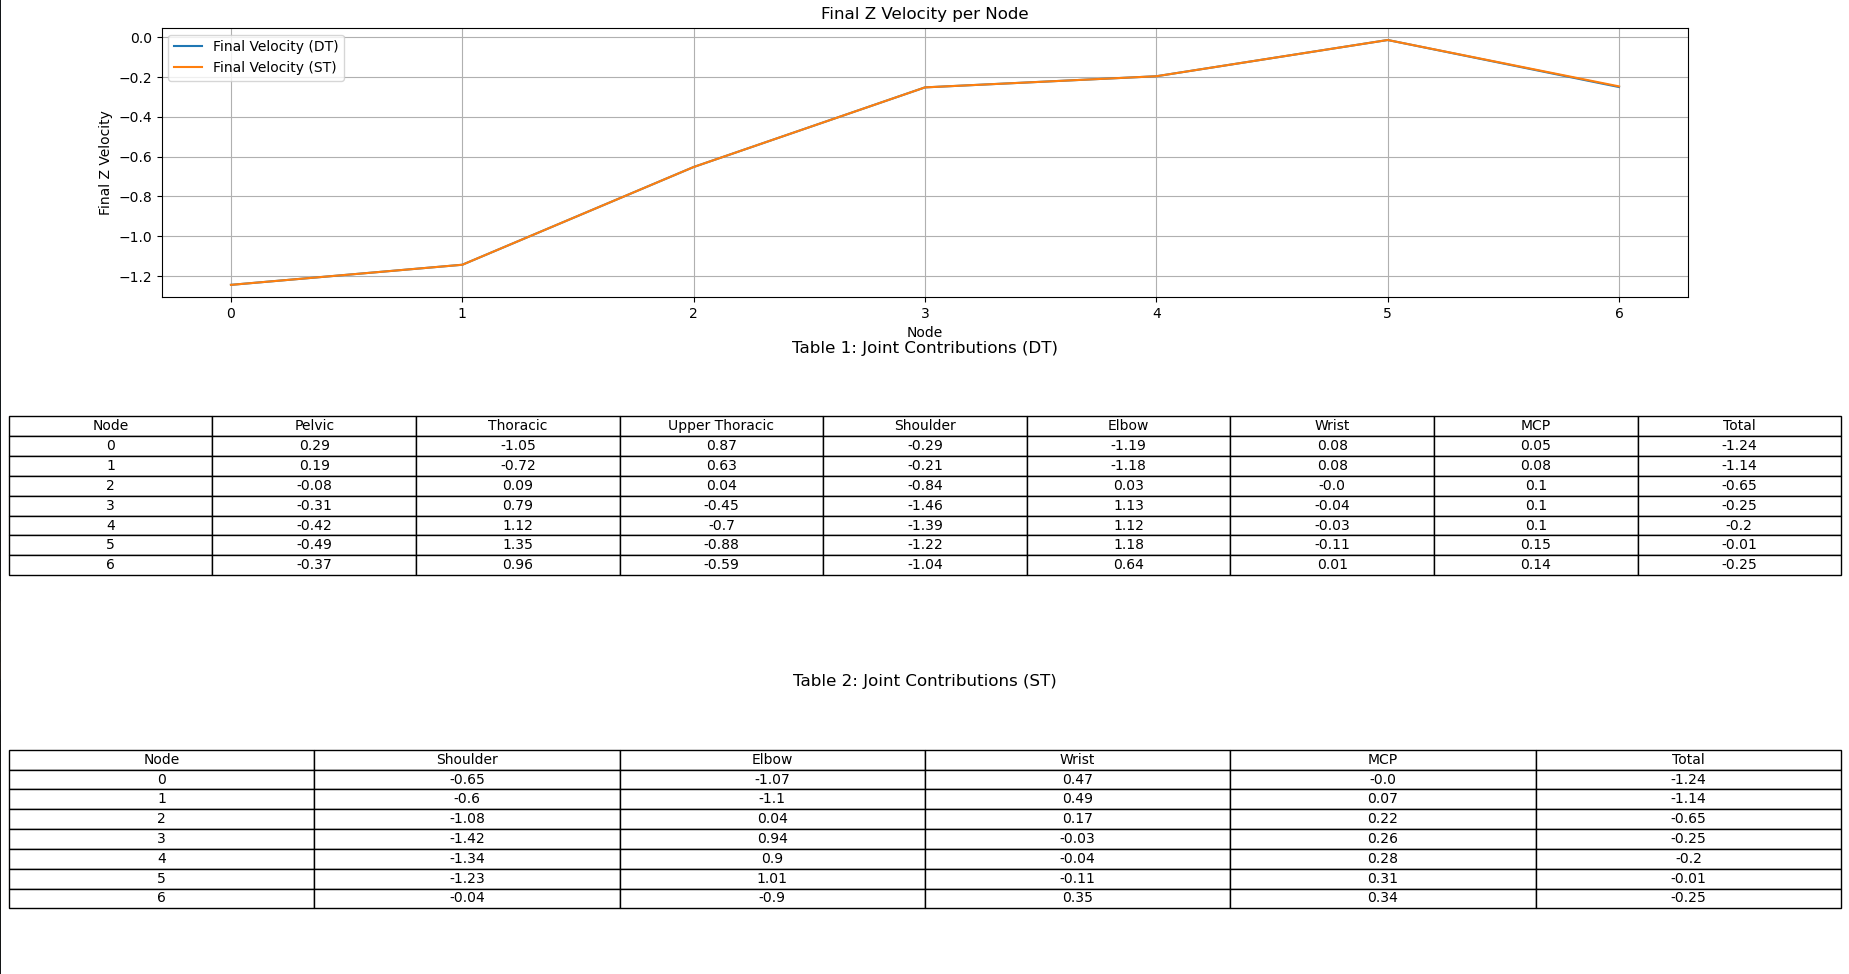 Final Z Velocity per Node
Final Velocity (DT)
Final Velocity (ST)
Final Z Velocity
0.0
−0.2
−0.4
−0.6
−0.8
−1.0
−1.2
0 1 2 3 4 5 6
Node
Table 1: Joint Contributions (DT)
Node Pelvic Thoracic Upper Thoracic Shoulder Elbow Wrist MCP Total
0 0.29 -1.05 0.87 -0.29 -1.19 0.08 0.05 -1.24
1 0.19 -0.72 0.63 -0.21 -1.18 0.08 0.08 -1.14
2 -0.08 0.09 0.04 -0.84 0.03 -0.0 0.1 -0.65
3 -0.31 0.79 -0.45 -1.46 1.13 -0.04 0.1 -0.25
4 -0.42 1.12 -0.7 -1.39 1.12 -0.03 0.1 -0.2
5 -0.49 1.35 -0.88 -1.22 1.18 -0.11 0.15 -0.01
6 -0.37 0.96 -0.59 -1.04 0.64 0.01 0.14 -0.25
Table 2: Joint Contributions (ST)
Node Shoulder Elbow Wrist MCP Total
0 -0.65 -1.07 0.47 -0.0 -1.24
1 -0.6 -1.1 0.49 0.07 -1.14
2 -1.08 0.04 0.17 0.22 -0.65
3 -1.42 0.94 -0.03 0.26 -0.25
4 -1.34 0.9 -0.04 0.28 -0.2
5 -1.23 1.01 -0.11 0.31 -0.01
6 -0.04 -0.9 0.35 0.34 -0.25